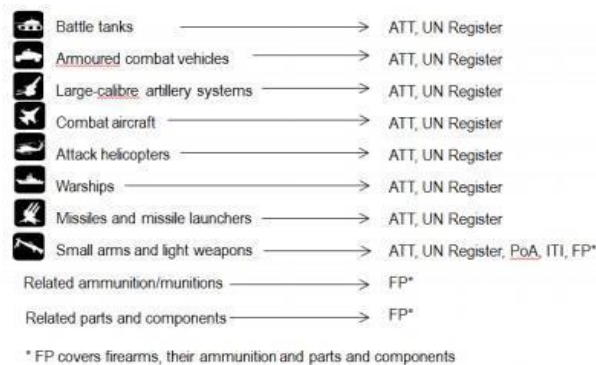 Battle tanks ATT, UN Register
Armoured combat vehicles ATT, UN Register
Large-calibre artillery systems ATT, UN Register
Combat aircraft ATT, UN Register
Attack helicopters ATT, UN Register
Warships ATT, UN Register
Missiles and missile launchers ATT, UN Register
Small arms and light weapons ATT, UN Register, PoA, ITI, FP*
Related ammunition/munitions FP*
Related parts and components FP*
* FP covers firearms, their ammunition and parts and components